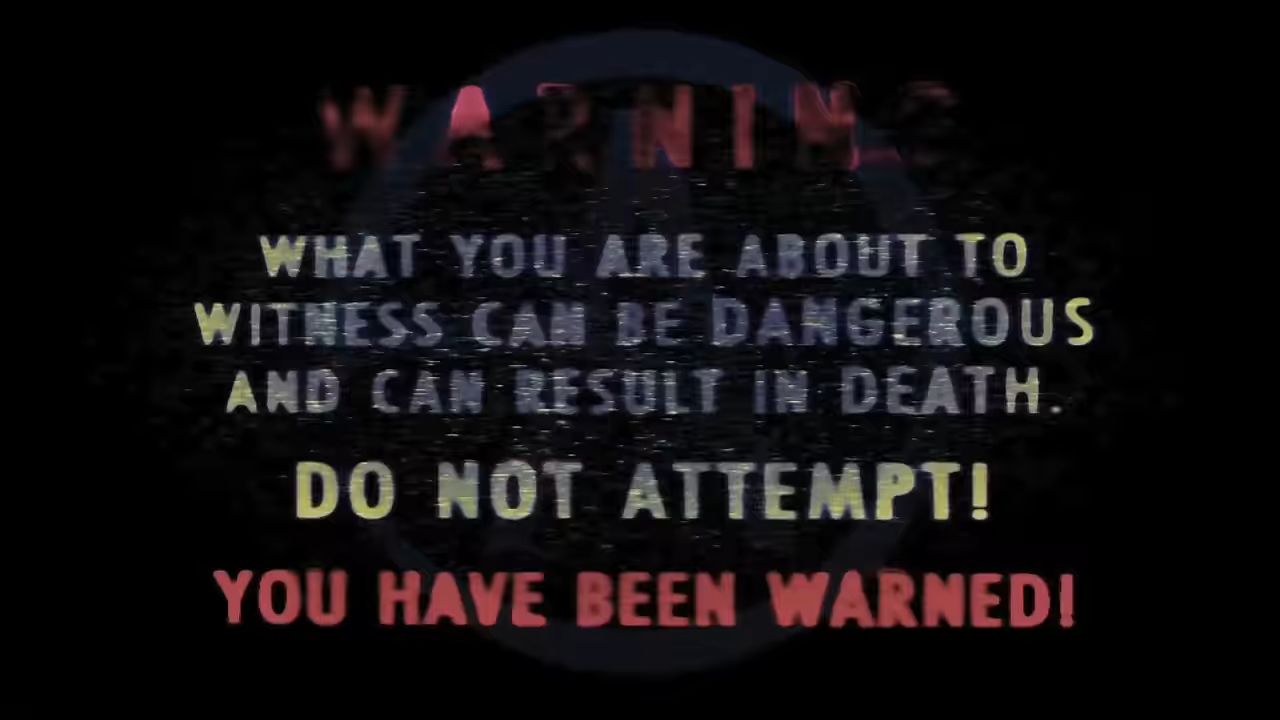 WARNING
WHAT YOU ARE ABOUT TO
WITNESS CAN BE DANGEROUS
AND CAN RESULT IN DEATH.
DO NOT ATTEMPT!
YOU HAVE BEEN WARNED!